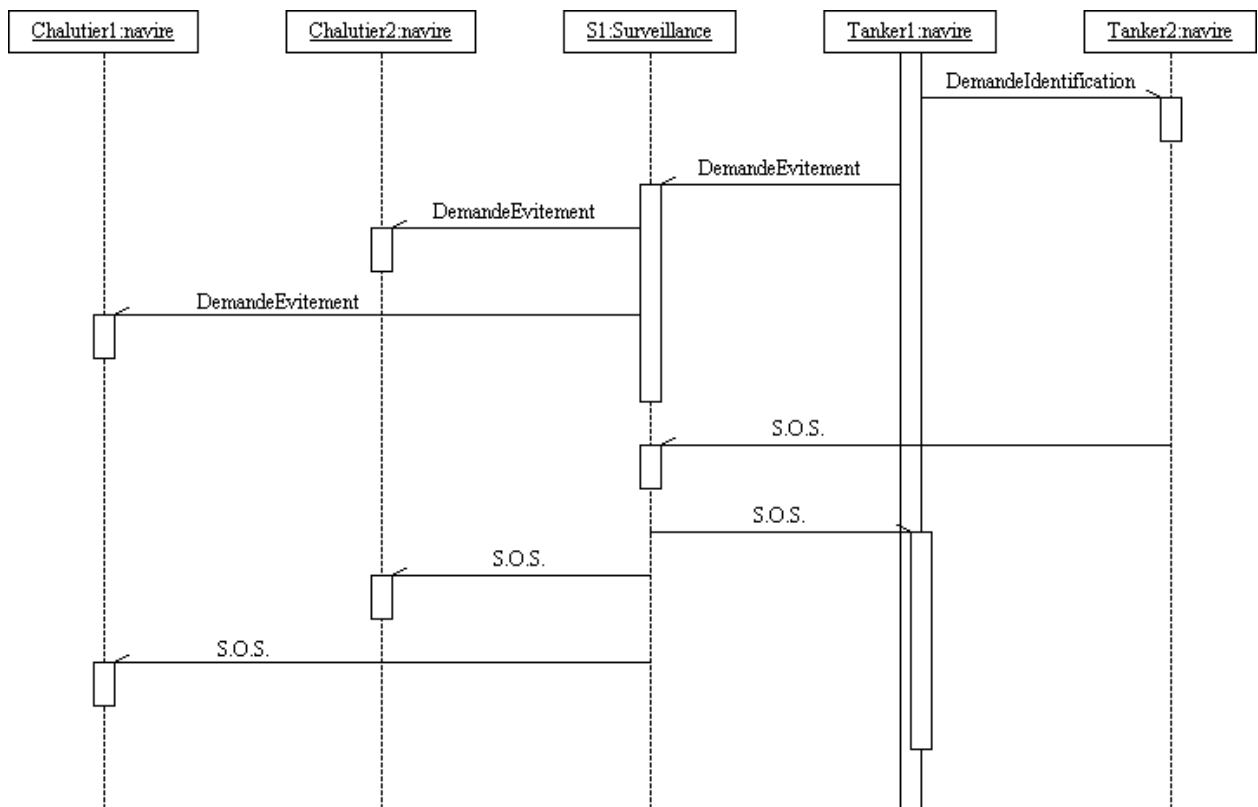 Chalutier1:navire
Chalutier2:navire
S1:Surveillance
Tanker1:navire
Tanker2:navire
DemandeIdentification
DemandeEvitement
DemandeEvitement
DemandeEvitement
S.O.S.
S.O.S.
S.O.S.
S.O.S.